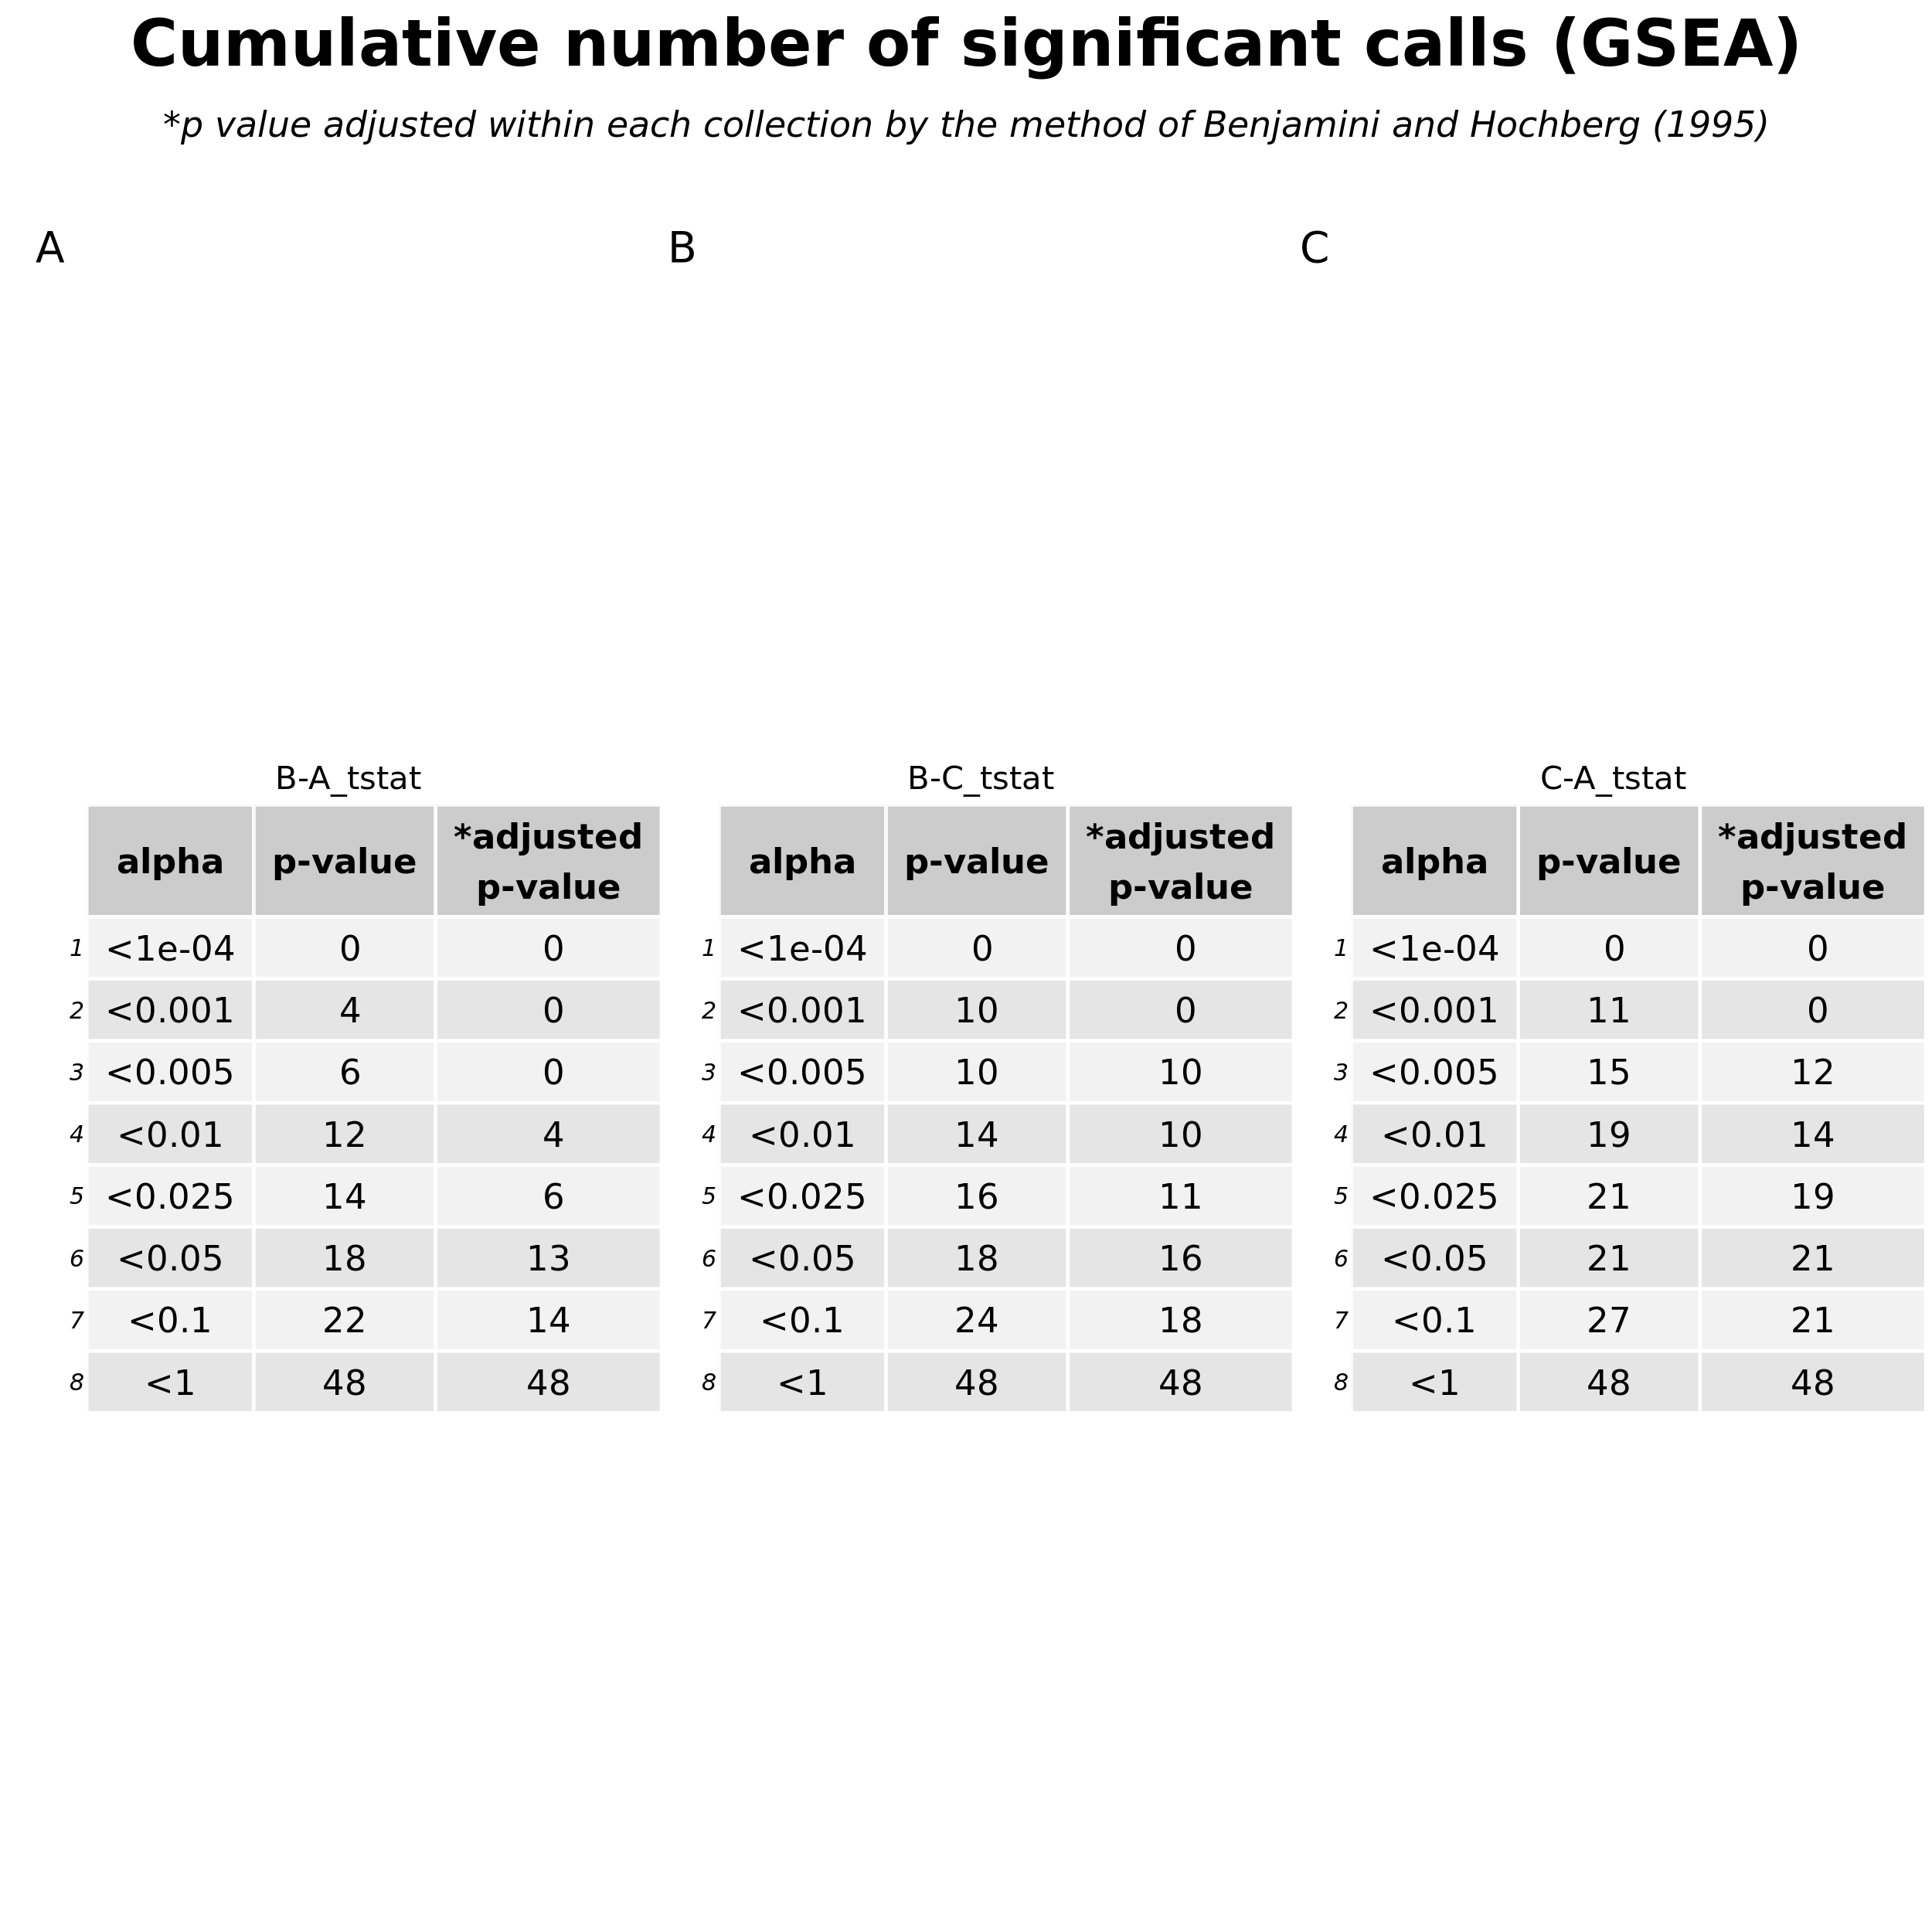 Cumulative number of significant calls (GSEA)
*p value adjusted within each collection by the method of Benjamini and Hochberg (1995)
A
B
C
B-A_tstat
alpha p-value *adjusted
p-value
1 <1e-04 0 0
2 <0.001 4 0
3 <0.005 6 0
4 <0.01 12 4
5 <0.025 14 6
6 <0.05 18 13
7 <0.1 22 14
8 <1 48 48
B-C_tstat
alpha p-value *adjusted
p-value
1 <1e-04 0 0
2 <0.001 10 0
3 <0.005 10 10
4 <0.01 14 10
5 <0.025 16 11
6 <0.05 18 16
7 <0.1 24 18
8 <1 48 48
C-A_tstat
alpha p-value *adjusted
p-value
1 <1e-04 0 0
2 <0.001 11 0
3 <0.005 15 12
4 <0.01 19 14
5 <0.025 21 19
6 <0.05 21 21
7 <0.1 27 21
8 <1 48 48